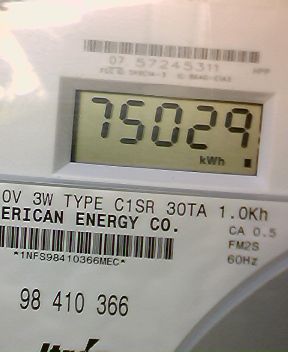 07 57245311
HPP
75029
kWh
0V 3W TYPE C1SR 30TA 1.0Kh
ERICAN ENERGY CO.
CA 0.5
FM2S
*1NFS98410366MEC*
60Hz
98 410 366